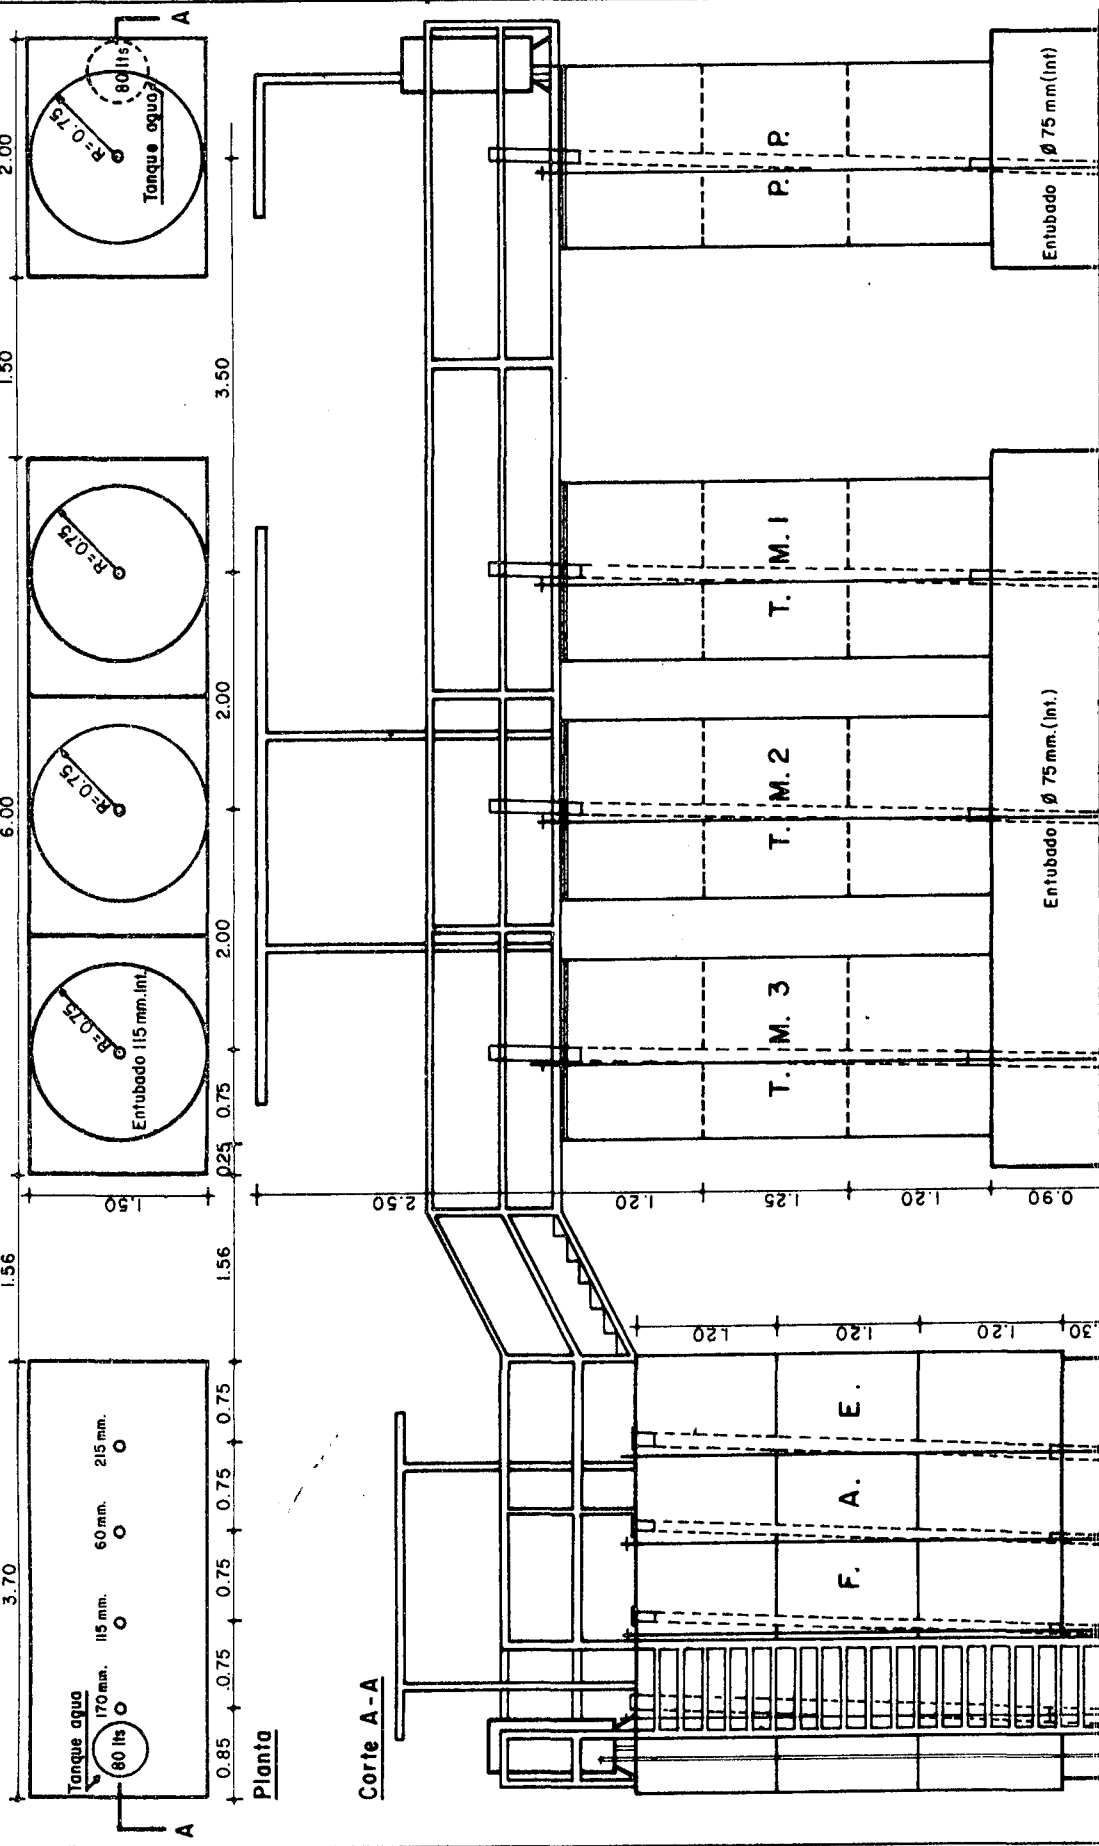 3.70
1.56
6.00
1.50
2.00
A
A
Tanque agua
80 lts
170 mm.
115 mm.
60 mm.
215 mm.
1.50
R=0.75
Entubado 115 mm. Int.
R=0.75
R=0.75
R=0.75
80 lts
Tanque agua
0.85
0.75
0.75
0.75
0.75
1.56
0.25
0.75
2.00
2.00
3.50
Planta
Corte A-A
2.50
1.20
1.25
1.20
0.90
1.20
1.20
1.20
.30
F. A. E.
T. M. 3
T. M. 2
T. M. 1
P. P.
Entubado Ø 75 mm.(Int.)
Entubado Ø 75 mm(Int)